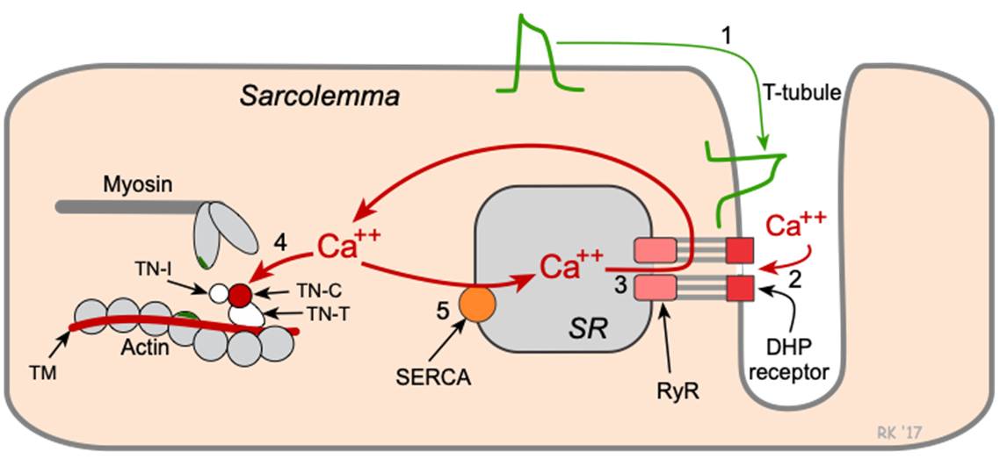 1
T-tubule
Sarcolemma
Myosin
Ca++
4
Ca++
Ca++
TN-I
TN-C
3
2
TN-T
5
SR
Actin
TM
SERCA
RyR
DHP
receptor
RK '17